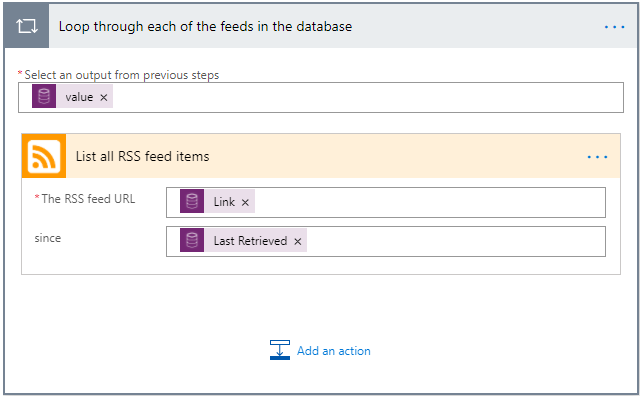 Loop through each of the feeds in the database
*Select an output from previous steps
value ×
List all RSS feed items
*The RSS feed URL
Link ×
since
Last Retrieved ×
Add an action